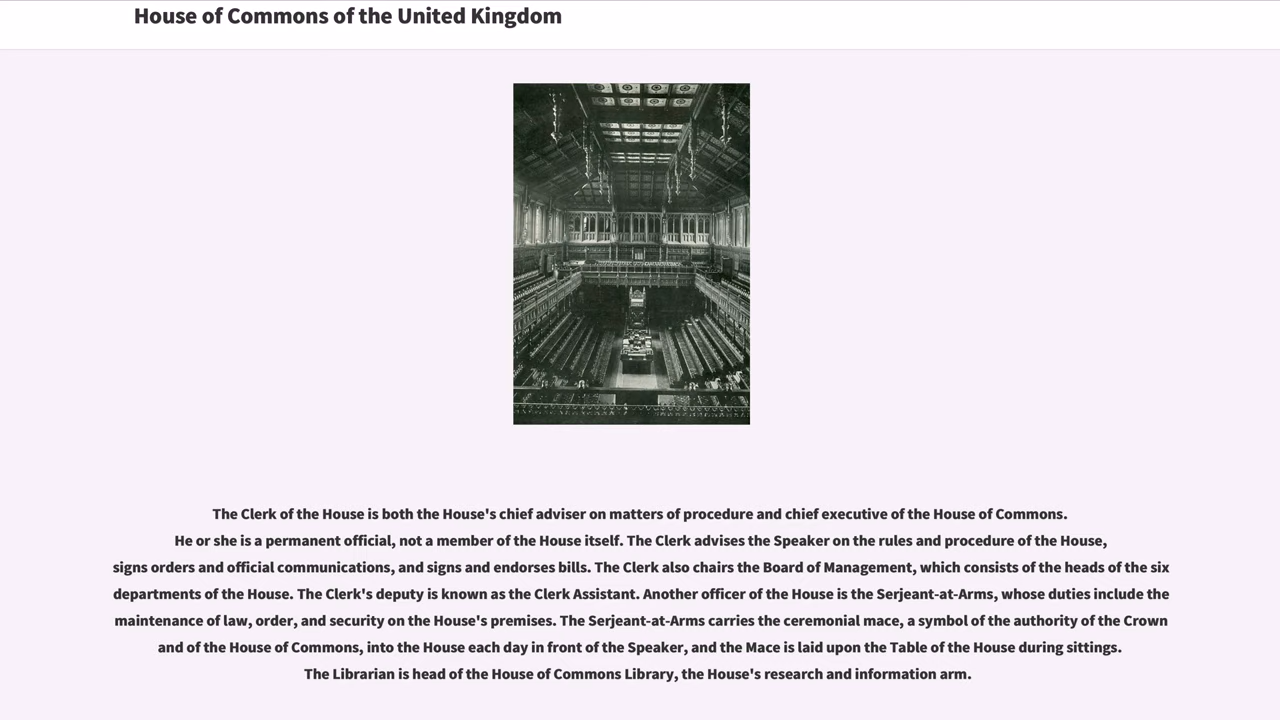 House of Commons of the United Kingdom
The Clerk of the House is both the House's chief adviser on matters of procedure and chief executive of the House of Commons.
He or she is a permanent official, not a member of the House itself. The Clerk advises the Speaker on the rules and procedure of the House,
signs orders and official communications, and signs and endorses bills. The Clerk also chairs the Board of Management, which consists of the heads of the six
departments of the House. The Clerk's deputy is known as the Clerk Assistant. Another officer of the House is the Serjeant-at-Arms, whose duties include the
maintenance of law, order, and security on the House's premises. The Serjeant-at-Arms carries the ceremonial mace, a symbol of the authority of the Crown
and of the House of Commons, into the House each day in front of the Speaker, and the Mace is laid upon the Table of the House during sittings.
The Librarian is head of the House of Commons Library, the House's research and information arm.